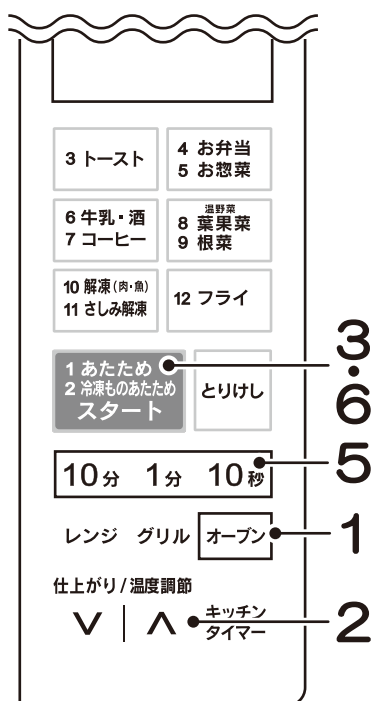 3 トースト
4 お弁当
5 お惣菜
6 牛乳・酒
7 コーヒー
温野菜
8 葉果菜
9 根菜
10 解凍(肉・魚)
11 さしみ解凍
12 フライ
1 あたため
2 冷凍ものあたため
スタート
とりけし
3・6
10分 1分 10秒
5
レンジ グリル オーブン
1
仕上がり/温度調節
∨ | ∧ キッチン
タイマー
2